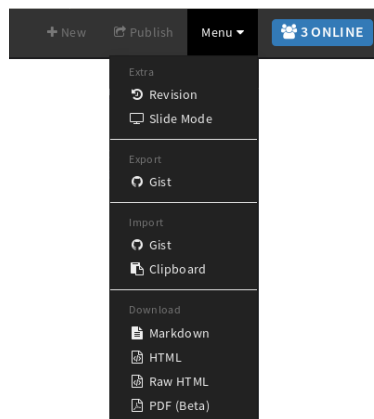 New Publish Menu 3 ONLINE
Extra
Revision
Slide Mode
Export
Gist
Import
Gist
Clipboard
Download
Markdown
HTML
Raw HTML
PDF (Beta)